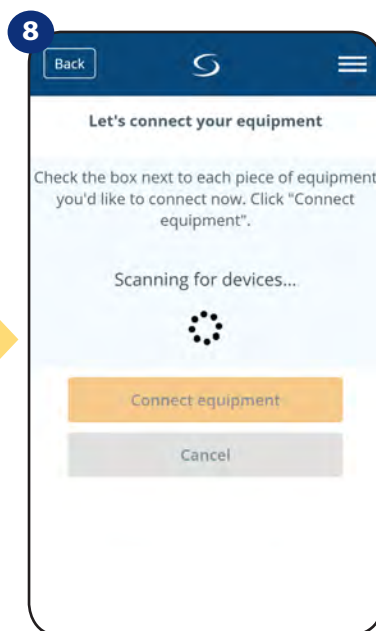 8
Back
Let's connect your equipment
Check the box next to each piece of equipment
you'd like to connect now. Click "Connect
equipment".
Scanning for devices...
Connect equipment
Cancel